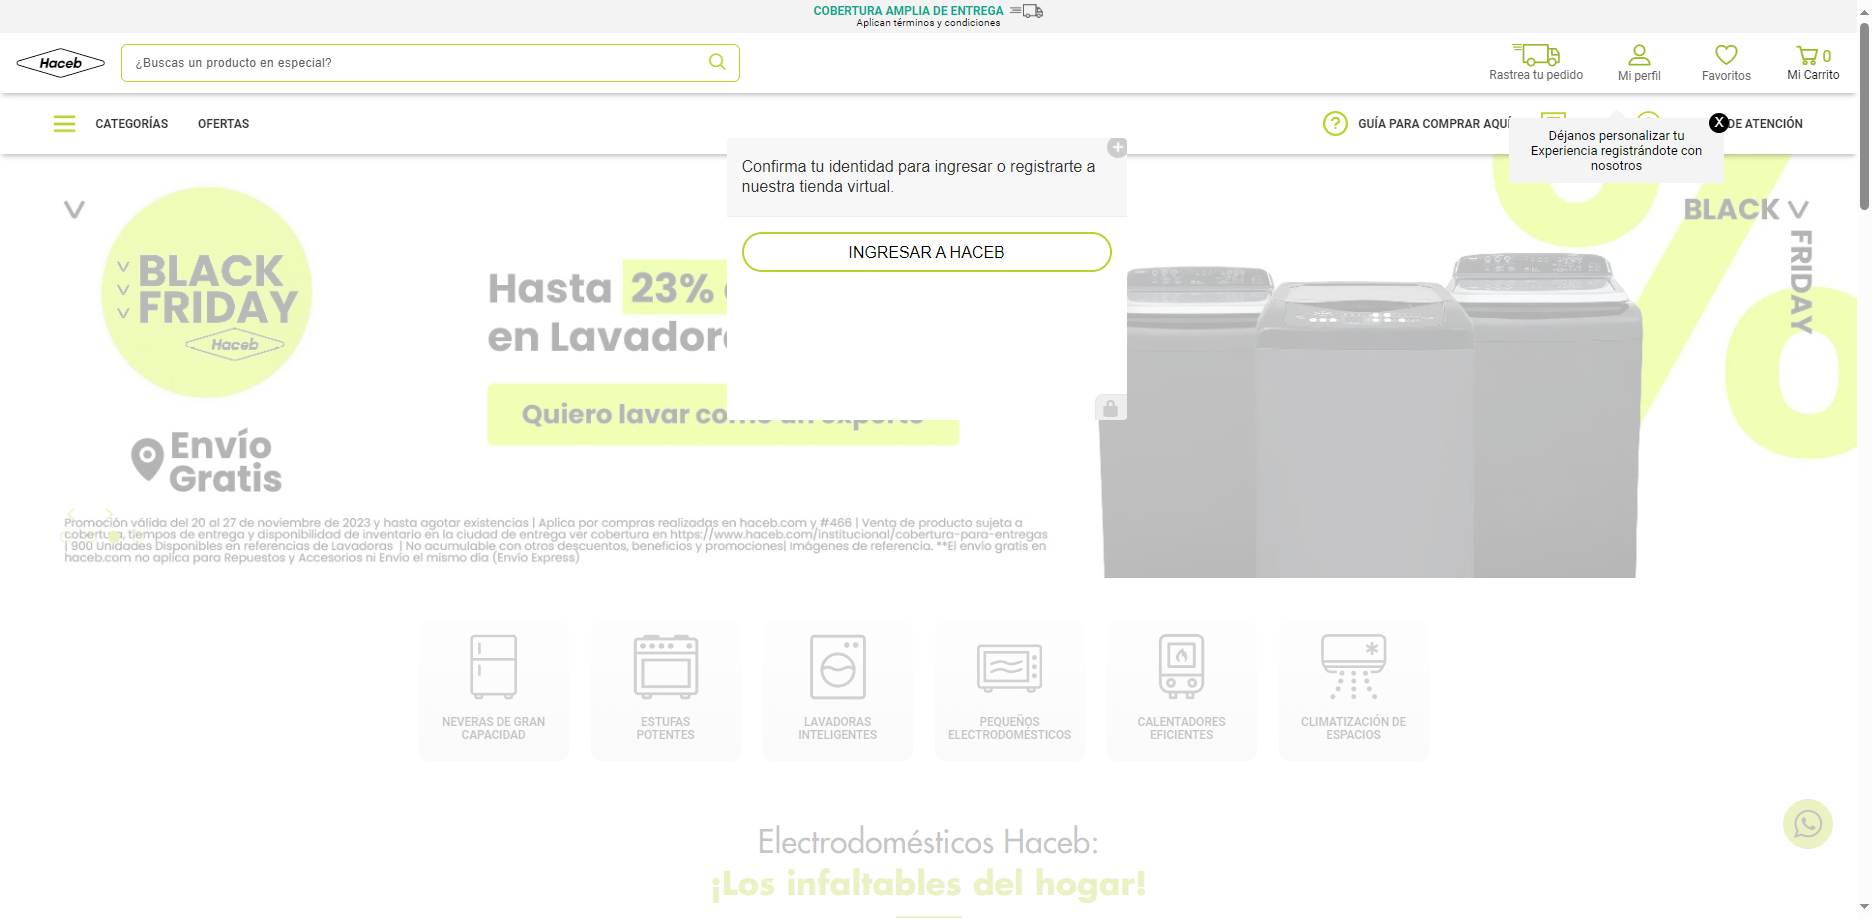 COBERTURA AMPLIA DE ENTREGA
Aplican términos y condiciones
Haceb
¿Buscas un producto en especial?
Rastrea tu pedido
Mi perfil
Favoritos
0
Mi Carrito
CATEGORÍAS
OFERTAS
GUÍA PARA COMPRAR AQUÍ
DE ATENCIÓN
X
Déjanos personalizar tu
Experiencia registrándote con
nosotros
Confirma tu identidad para ingresar o registrarte a
nuestra tienda virtual.
INGRESAR A HACEB
BLACK
FRIDAY
Haceb
Envío
Gratis
Hasta 23%
en Lavador
Quiero lavar como un experto
BLACK
FRIDAY
%
Promoción válida del 20 al 27 de noviembre de 2023 y hasta agotar existencias | Aplica por compras realizadas en haceb.com y #466 | Venta de producto sujeta a
cobertura, tiempos de entrega y disponibilidad de inventario en la ciudad de entrega ver cobertura en https://www.haceb.com/institucional/cobertura-para-entregas
| 900 Unidades Disponibles en referencias de Lavadoras | No acumulable con otros descuentos, beneficios y promociones| Imágenes de referencia. **El envío gratis en
haceb.com no aplica para Repuestos y Accesorios ni Envío el mismo día (Envío Express)
NEVERAS DE GRAN
CAPACIDAD
ESTUFAS
POTENTES
LAVADORAS
INTELIGENTES
PEQUEÑOS
ELECTRODOMÉSTICOS
CALENTADORES
EFICIENTES
CLIMATIZACIÓN DE
ESPACIOS
Electrodomésticos Haceb:
¡Los infaltables del hogar!